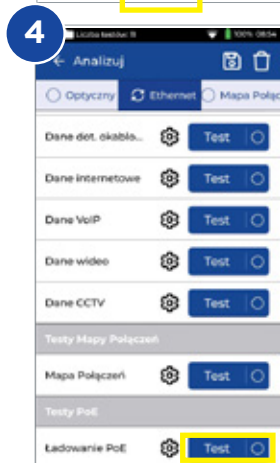 4
Liczba testów: 11
100% 08:54
← Analizuj
Optyczny Ethernet Mapa Połąc
Dane det. okablo... Test
Dane internetowe Test
Dane VoIP Test
Dane wideo Test
Dane CCTV Test
Testy Mapy Połączeń
Mapa Połączeń Test
Testy PoE
Ładowanie PoE Test